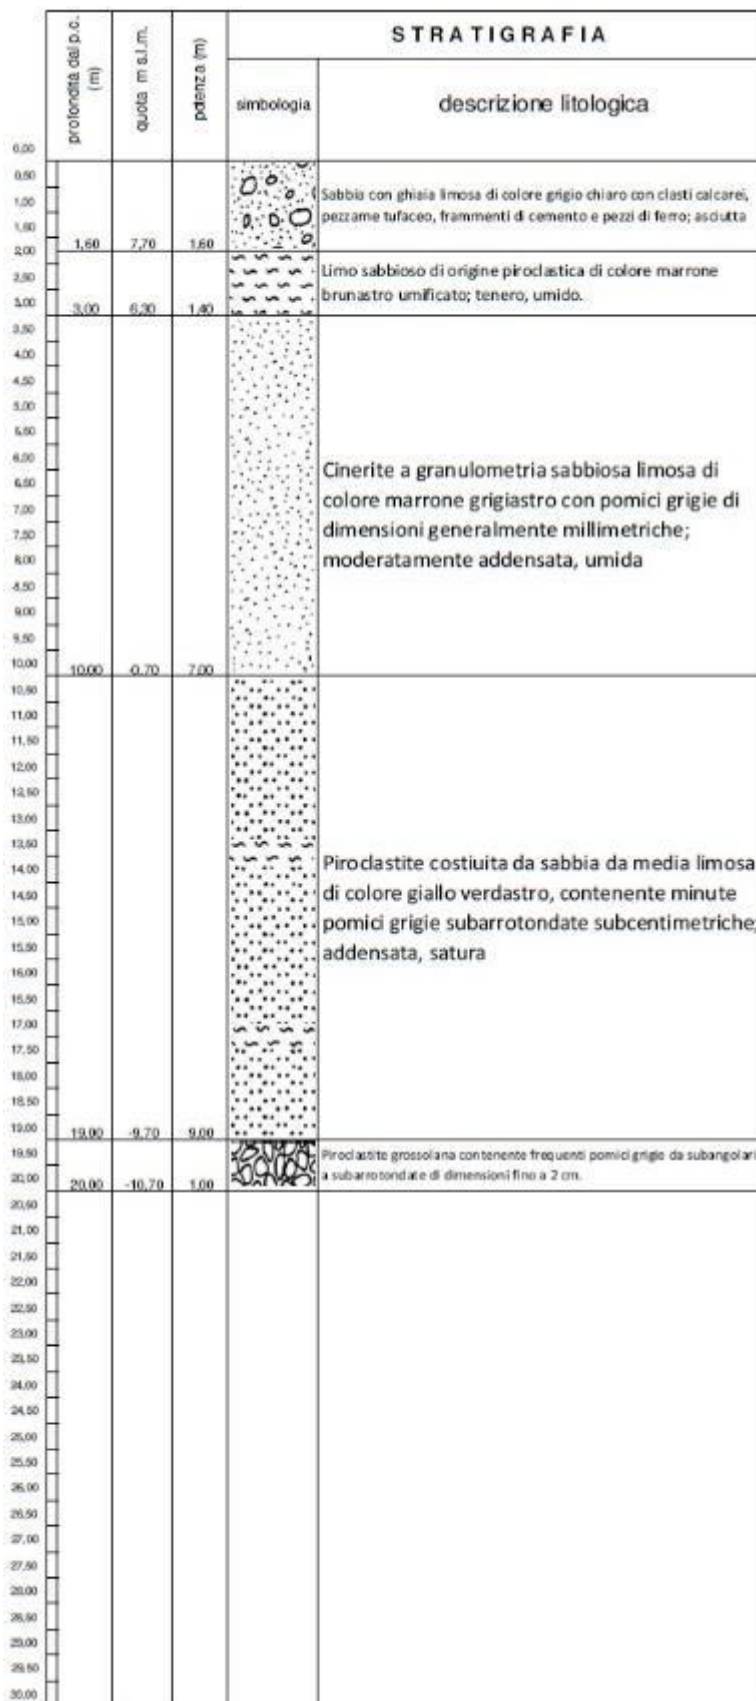 profondita dal p.c. (m)
quota m s.l.m.
potenza (m)
STRATIGRAFIA
simbologia
descrizione litologica
0,00
0,50
1,00
1,50
2,00
2,50
3,00
3,50
4,00
4,50
5,00
5,50
6,00
6,50
7,00
7,50
8,00
8,50
9,00
9,50
10,00
10,50
11,00
11,50
12,00
12,50
13,00
13,50
14,00
14,50
15,00
15,50
16,00
16,50
17,00
17,50
18,00
18,50
19,00
19,50
20,00
20,50
21,00
21,50
22,00
22,50
23,00
23,50
24,00
24,50
25,00
25,50
26,00
26,50
27,00
27,50
28,00
28,50
29,00
29,50
30,00
1,60 7,70 1,60
Sabbia con ghiaia limosa di colore grigio chiaro con clasti calcarei,
pezzame tufaceo, frammenti di cemento e pezzi di ferro; asciutta
3,00 6,30 1,40
Limo sabbioso di origine piroclastica di colore marrone
brunastro umificato; tenero, umido.
10,00 -0,70 7,00
Cinerite a granulometria sabbiosa limosa di
colore marrone grigiastro con pomici grigie di
dimensioni generalmente millimetriche;
moderatamente addensata, umida
19,00 -9,70 9,00
Piroclastite costiuita da sabbia da media limosa
di colore giallo verdastro, contenente minute
pomici grigie subarrotondate subcentimetriche;
addensata, satura
20,00 -10,70 1,00
Piroclastite grossolana contenente frequenti pomici grigie da subangolari
a subarrotondate di dimensioni fino a 2 cm.